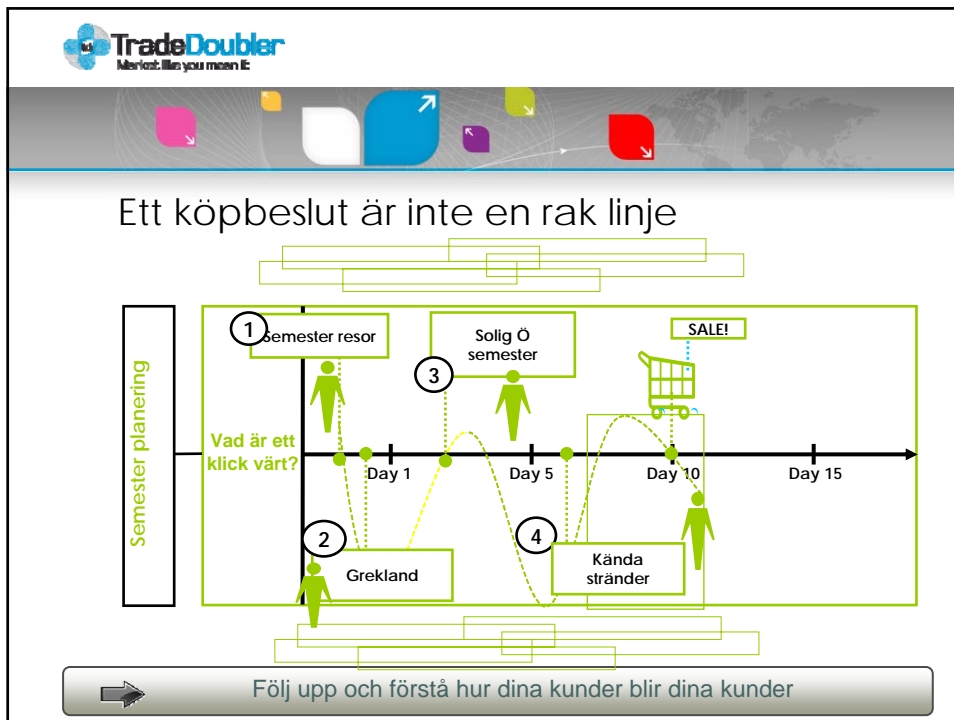 TradeDoubler
Market like you mean it
Ett köpbeslut är inte en rak linje
Semester planering
1
Semester resor
3
Solig Ö
semester
SALE!
Vad är ett
klick värt?
Day 1
Day 5
Day 10
Day 15
2
Grekland
4
Kända
stränder
Följ upp och förstå hur dina kunder blir dina kunder